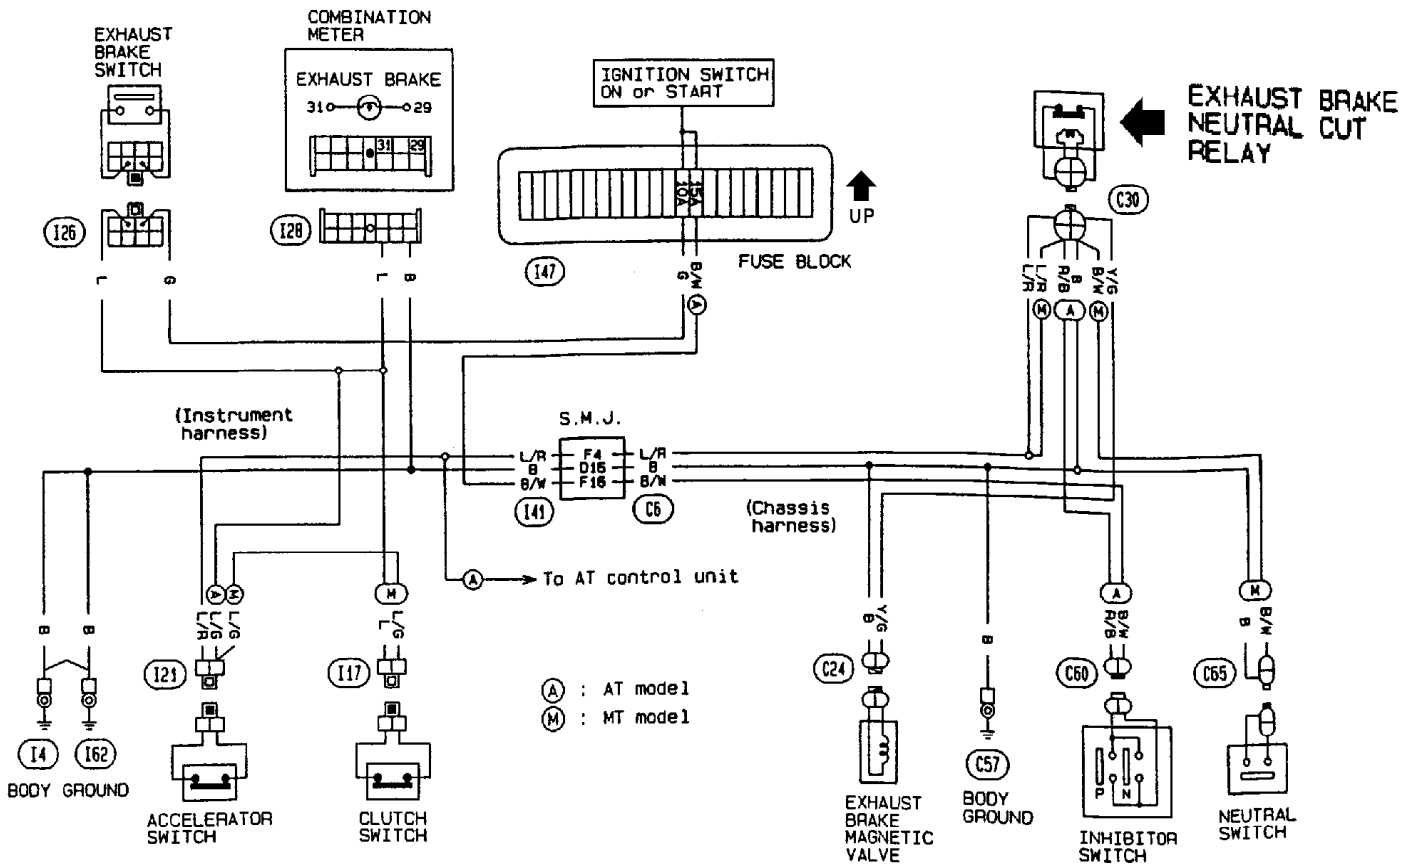 EXHAUST
BRAKE
SWITCH
COMBINATION
METER
EXHAUST BRAKE
31
29
31
29
IGNITION SWITCH
ON or START
10A
15A
UP
FUSE BLOCK
EXHAUST BRAKE
NEUTRAL CUT
RELAY
C30
I26
I28
I47
L
G
L
B
G
B/W
A
L/R
L/R
A/B
B
B/W
Y/G
M
A
M
(Instrument
harness)
S.M.J.
L/R
F4
L/R
B
D15
B
B/W
F16
B/W
I41
C6
(Chassis
harness)
A
To AT control unit
A
M
M
A
M
B
B
L/R
L/G
L/G
L
L/G
B
Y/G
B
A/B
B/W
B
B/W
I21
I17
C24
C60
C65
A : AT model
M : MT model
I4
I62
BODY GROUND
ACCELERATOR
SWITCH
CLUTCH
SWITCH
EXHAUST
BRAKE
MAGNETIC
VALVE
C57
BODY
GROUND
P
N
INHIBITOR
SWITCH
NEUTRAL
SWITCH